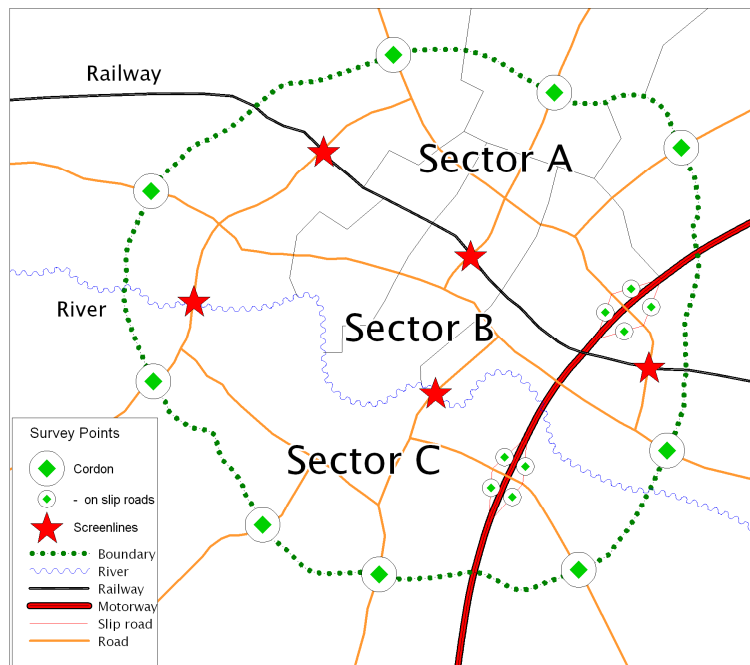 Railway
Sector A
River
Sector B
Sector C
Survey Points
Cordon
- on slip roads
Screenlines
Boundary
River
Railway
Motorway
Slip road
Road